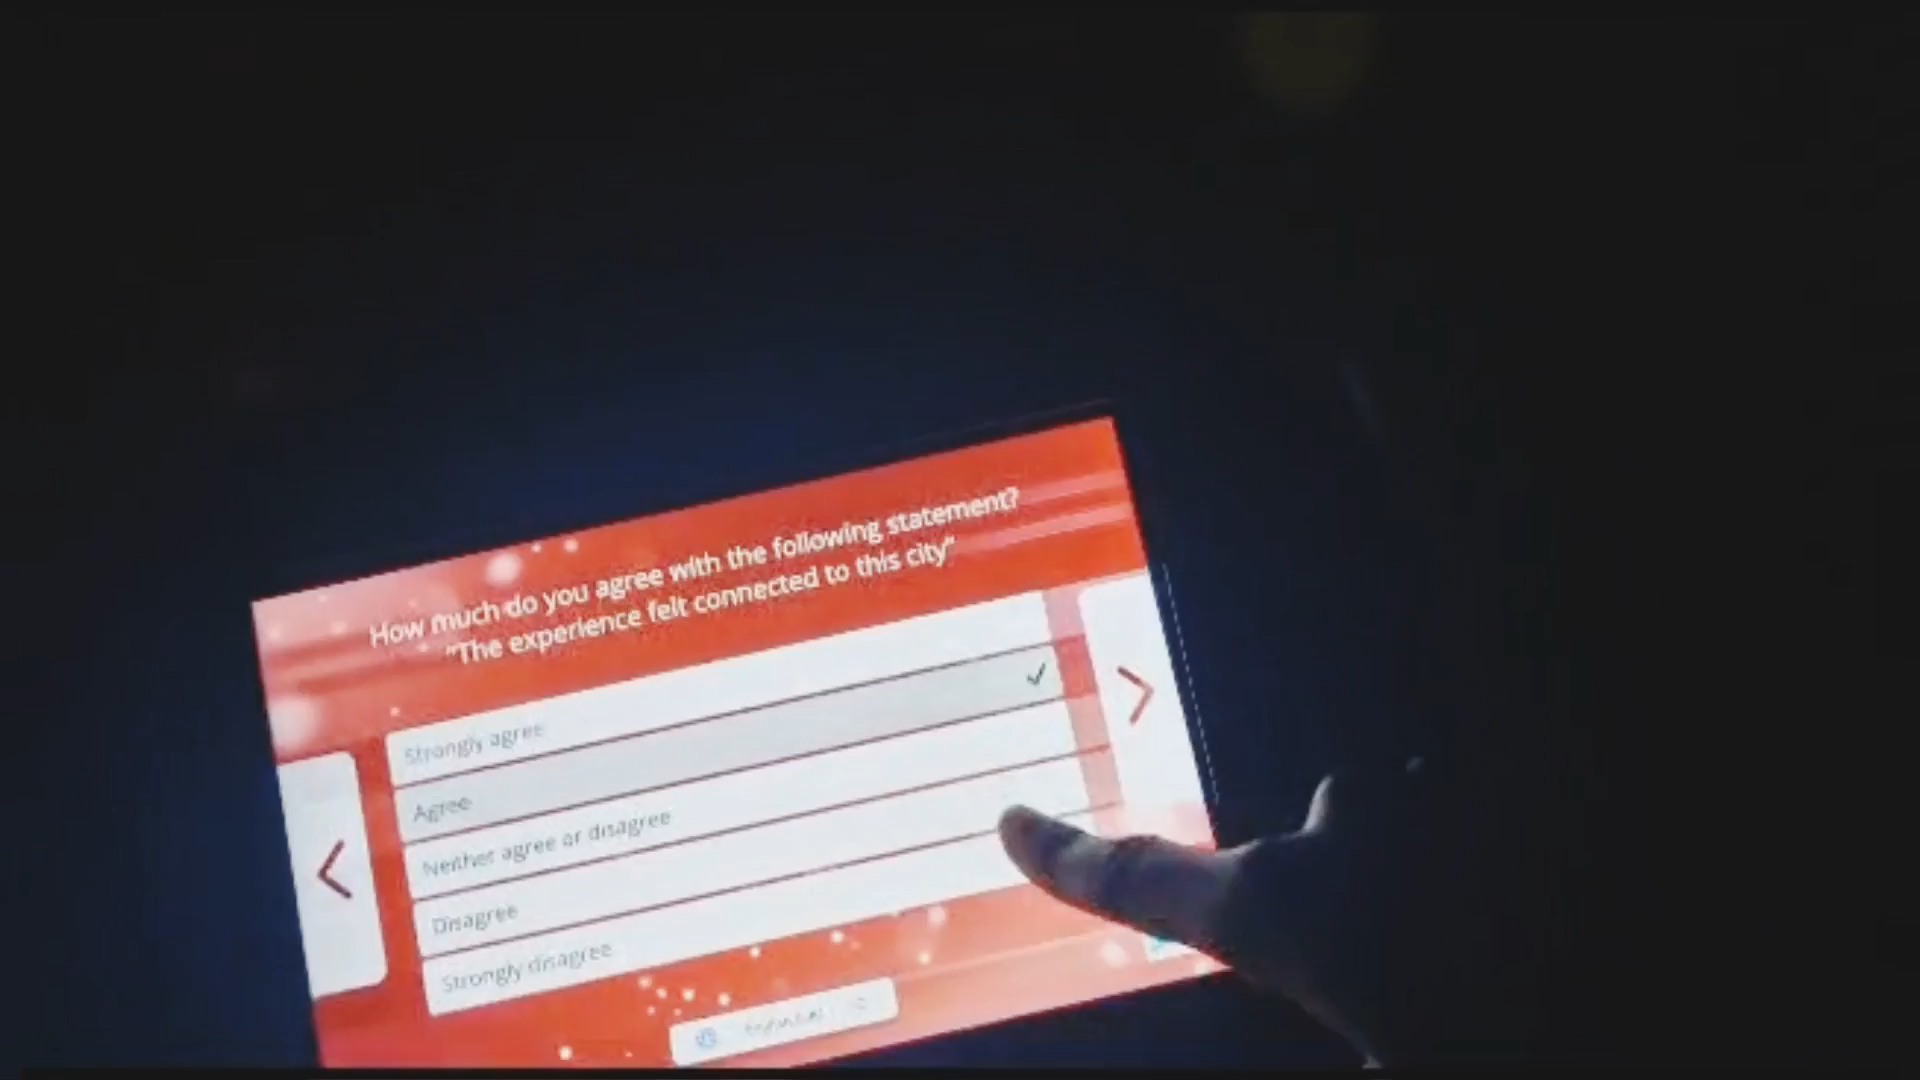 How much do you agree with the following statement?
"The experience felt connected to this city"
Strongly agree
Agree
Neither agree or disagree
Disagree
Strongly disagree